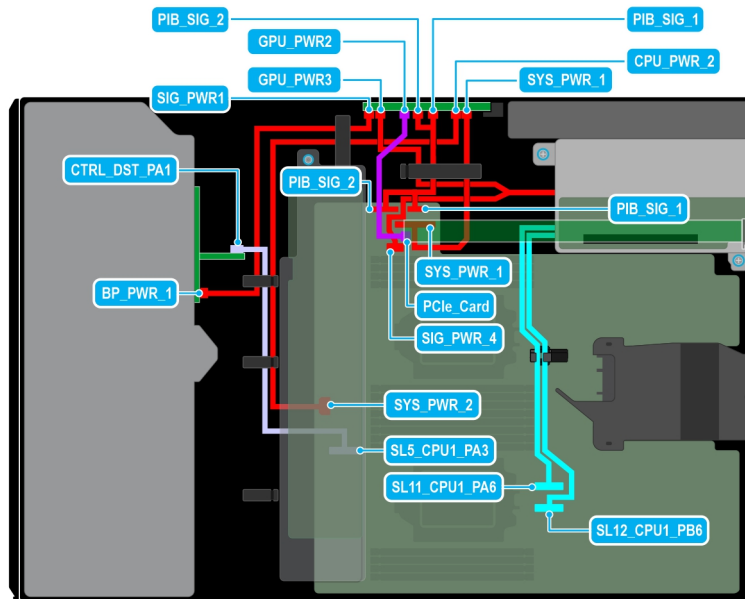 PIB_SIG_2
PIB_SIG_1
GPU_PWR2
CPU_PWR_2
GPU_PWR3
SYS_PWR_1
SIG_PWR1
CTRL_DST_PA1
PIB_SIG_2
PIB_SIG_1
SYS_PWR_1
BP_PWR_1
PCIe_Card
SIG_PWR_4
SYS_PWR_2
SL5_CPU1_PA3
SL11_CPU1_PA6
SL12_CPU1_PB6